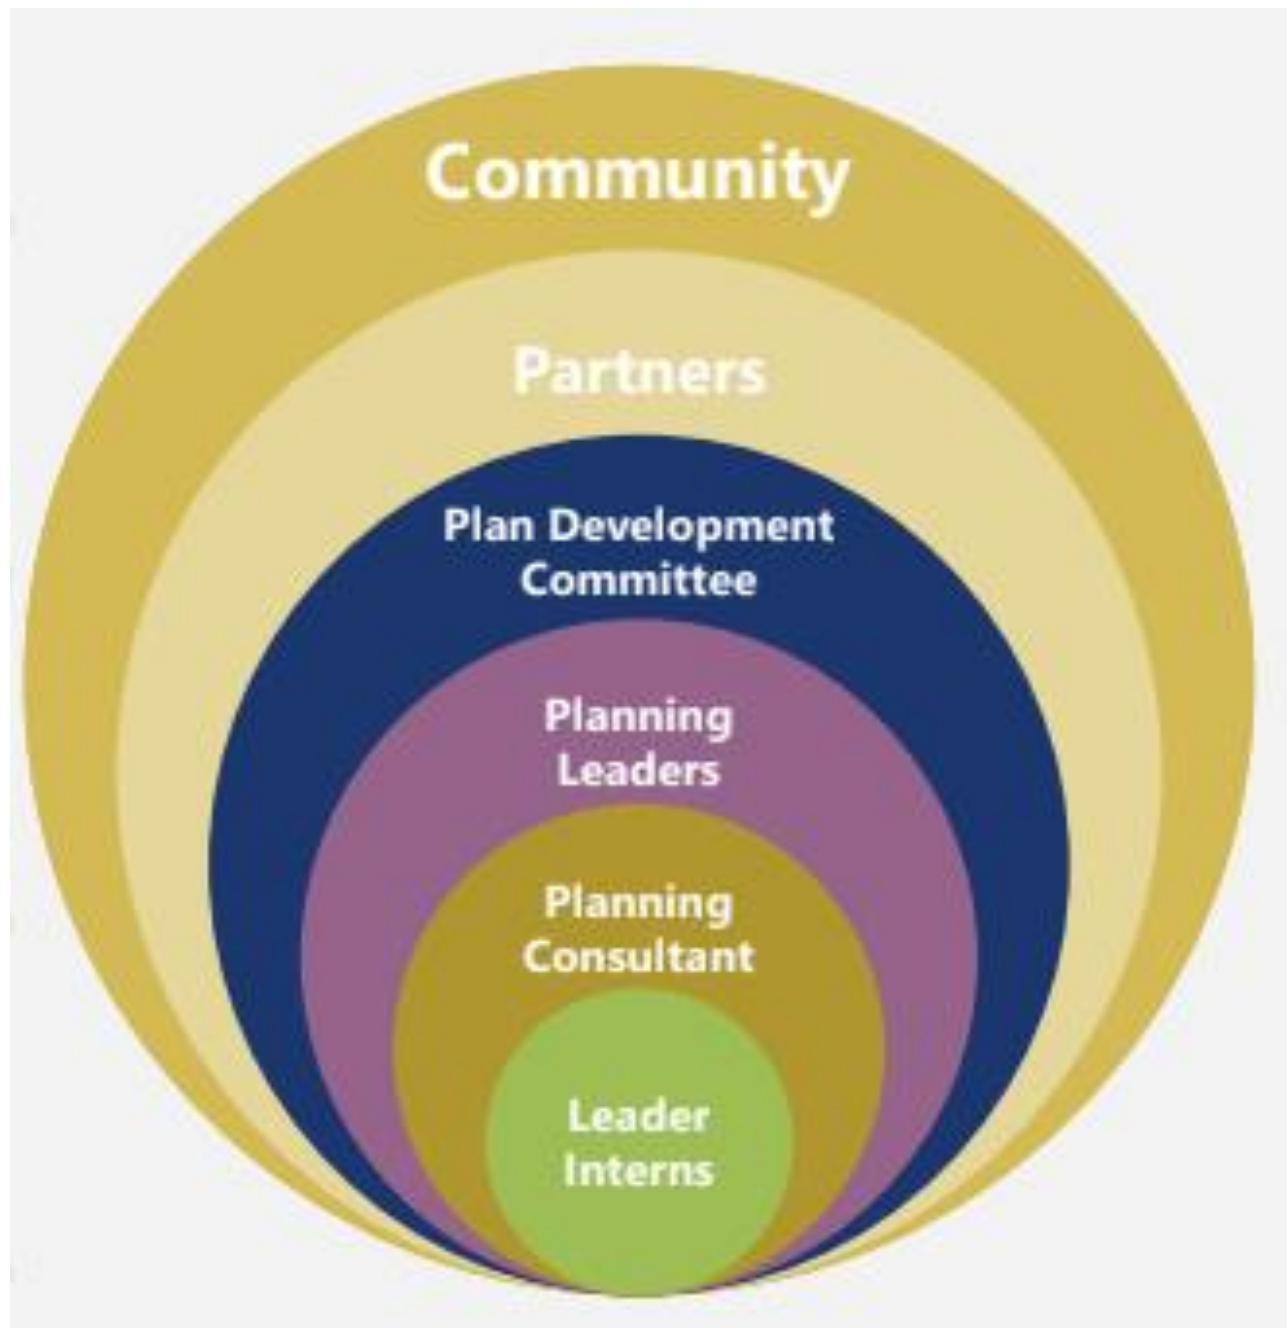 Community
Partners
Plan Development
Committee
Planning
Leaders
Planning
Consultant
Leader
Interns